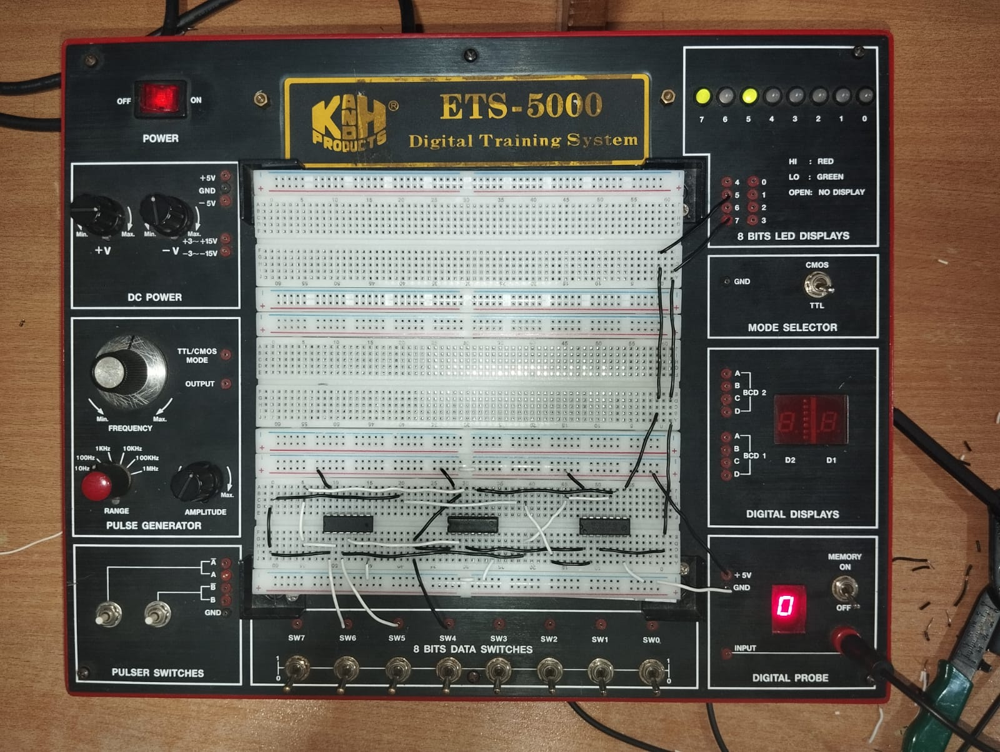 OFF
ON
POWER
K AND H ®
PRODUCTS
ETS-5000
Digital Training System
7 6 5 4 3 2 1 0
HI : RED
LO : GREEN
OPEN: NO DISPLAY
4 0
5 1
6 2
7 3
8 BITS LED DISPLAYS
+5V
GND
-5V
Min. Max. Min. Max.
+3~+15V
+V -V
-3~-15V
DC POWER
GND
CMOS
TTL
MODE SELECTOR
TTL/CMOS
MODE
OUTPUT
Min. Max.
FREQUENCY
1KHz 10KHz
100Hz 100KHz
10Hz 1MHz
Max.
RANGE
AMPLITUDE
PULSE GENERATOR
A
B
BCD 2
C
D
A
B
BCD 1
C
D
D2 D1
DIGITAL DISPLAYS
A̅
A
B̅
B
GND
PULSER SWITCHES
SW7 SW6 SW5 SW4 SW3 SW2 SW1 SW0
8 BITS DATA SWITCHES
1 1
0 0
+5V
GND
MEMORY
ON
OFF
0
INPUT
DIGITAL PROBE